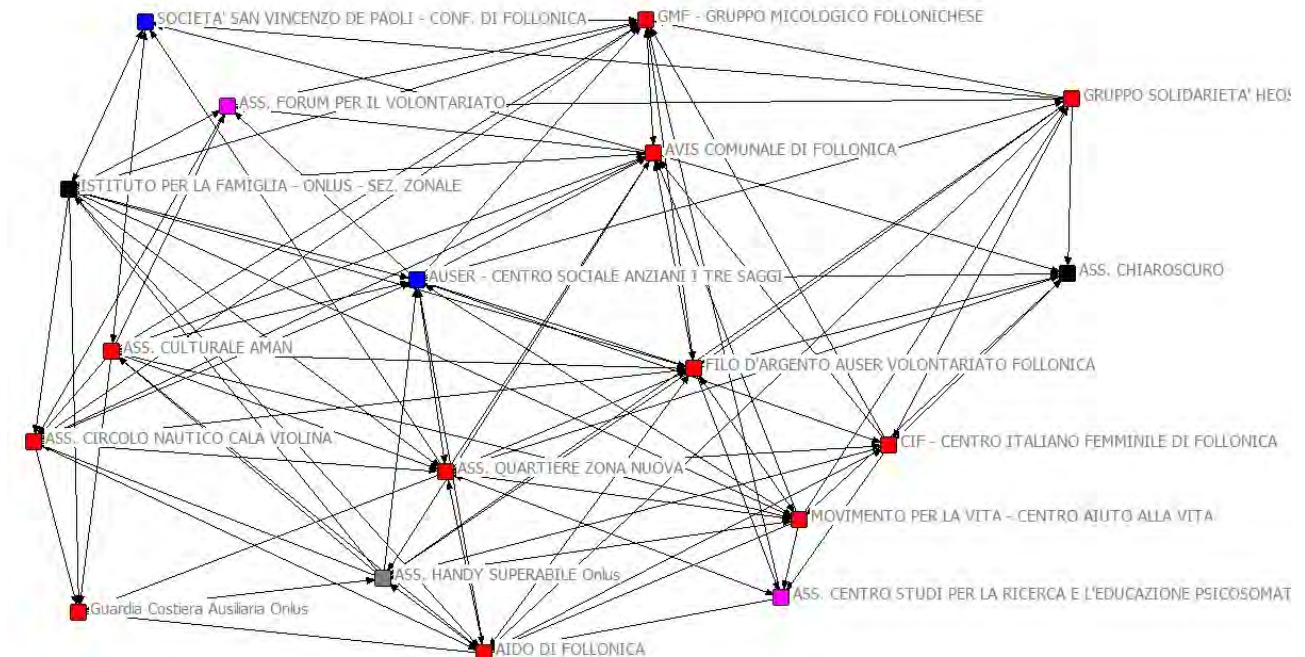 SOCIETA' SAN VINCENZO DE PAOLI - CONF. DI FOLLONICA
GMF - GRUPPO MICOLOGICO FOLLONICHESE
GRUPPO SOLIDARIETA' HEOS
ASS. FORUM PER IL VOLONTARIATO
AVIS COMUNALE DI FOLLONICA
ISTITUTO PER LA FAMIGLIA - ONLUS - SEZ. ZONALE
ASS. CHIAROSCURO
AUSER - CENTRO SOCIALE ANZIANI I TRE SAGGI
ASS. CULTURALE AMAN
FILO D'ARGENTO AUSER VOLONTARIATO FOLLONICA
ASS. CIRCOLO NAUTICO CALA VIOLINA
CIF - CENTRO ITALIANO FEMMINILE DI FOLLONICA
ASS. QUARTIERE ZONA NUOVA
MOVIMENTO PER LA VITA - CENTRO AIUTO ALLA VITA
ASS. HANDY SUPERABILE Onlus
ASS. CENTRO STUDI PER LA RICERCA E L'EDUCAZIONE PSICOSOMAT
Guardia Costiera Ausiliaria Onlus
AIDO DI FOLLONICA